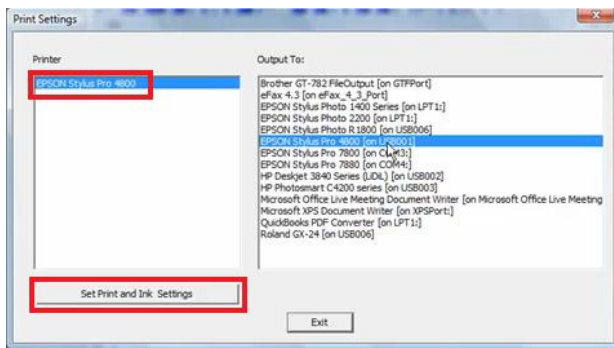 Print Settings
Printer
Output To:
EPSON Stylus Pro 4800
Brother GT-782 FileOutput [on GTFPort]
eFax 4.3 [on eFax_4_3_Port]
EPSON Stylus Photo 1400 Series [on LPT1:]
EPSON Stylus Photo 2200 [on LPT1:]
EPSON Stylus Photo R1800 [on USB006]
EPSON Stylus Pro 4800 [on USB001]
EPSON Stylus Pro 7800 [on COM3:]
EPSON Stylus Pro 7880 [on COM4:]
HP Deskjet 3840 Series (UDL) [on USB002]
HP Photosmart C4200 series [on USB003]
Microsoft Office Live Meeting Document Writer [on Microsoft Office Live Meeting
Microsoft XPS Document Writer [on XPSPort:]
QuickBooks PDF Converter [on LPT1:]
Roland GX-24 [on USB006]
Set Print and Ink Settings
Exit